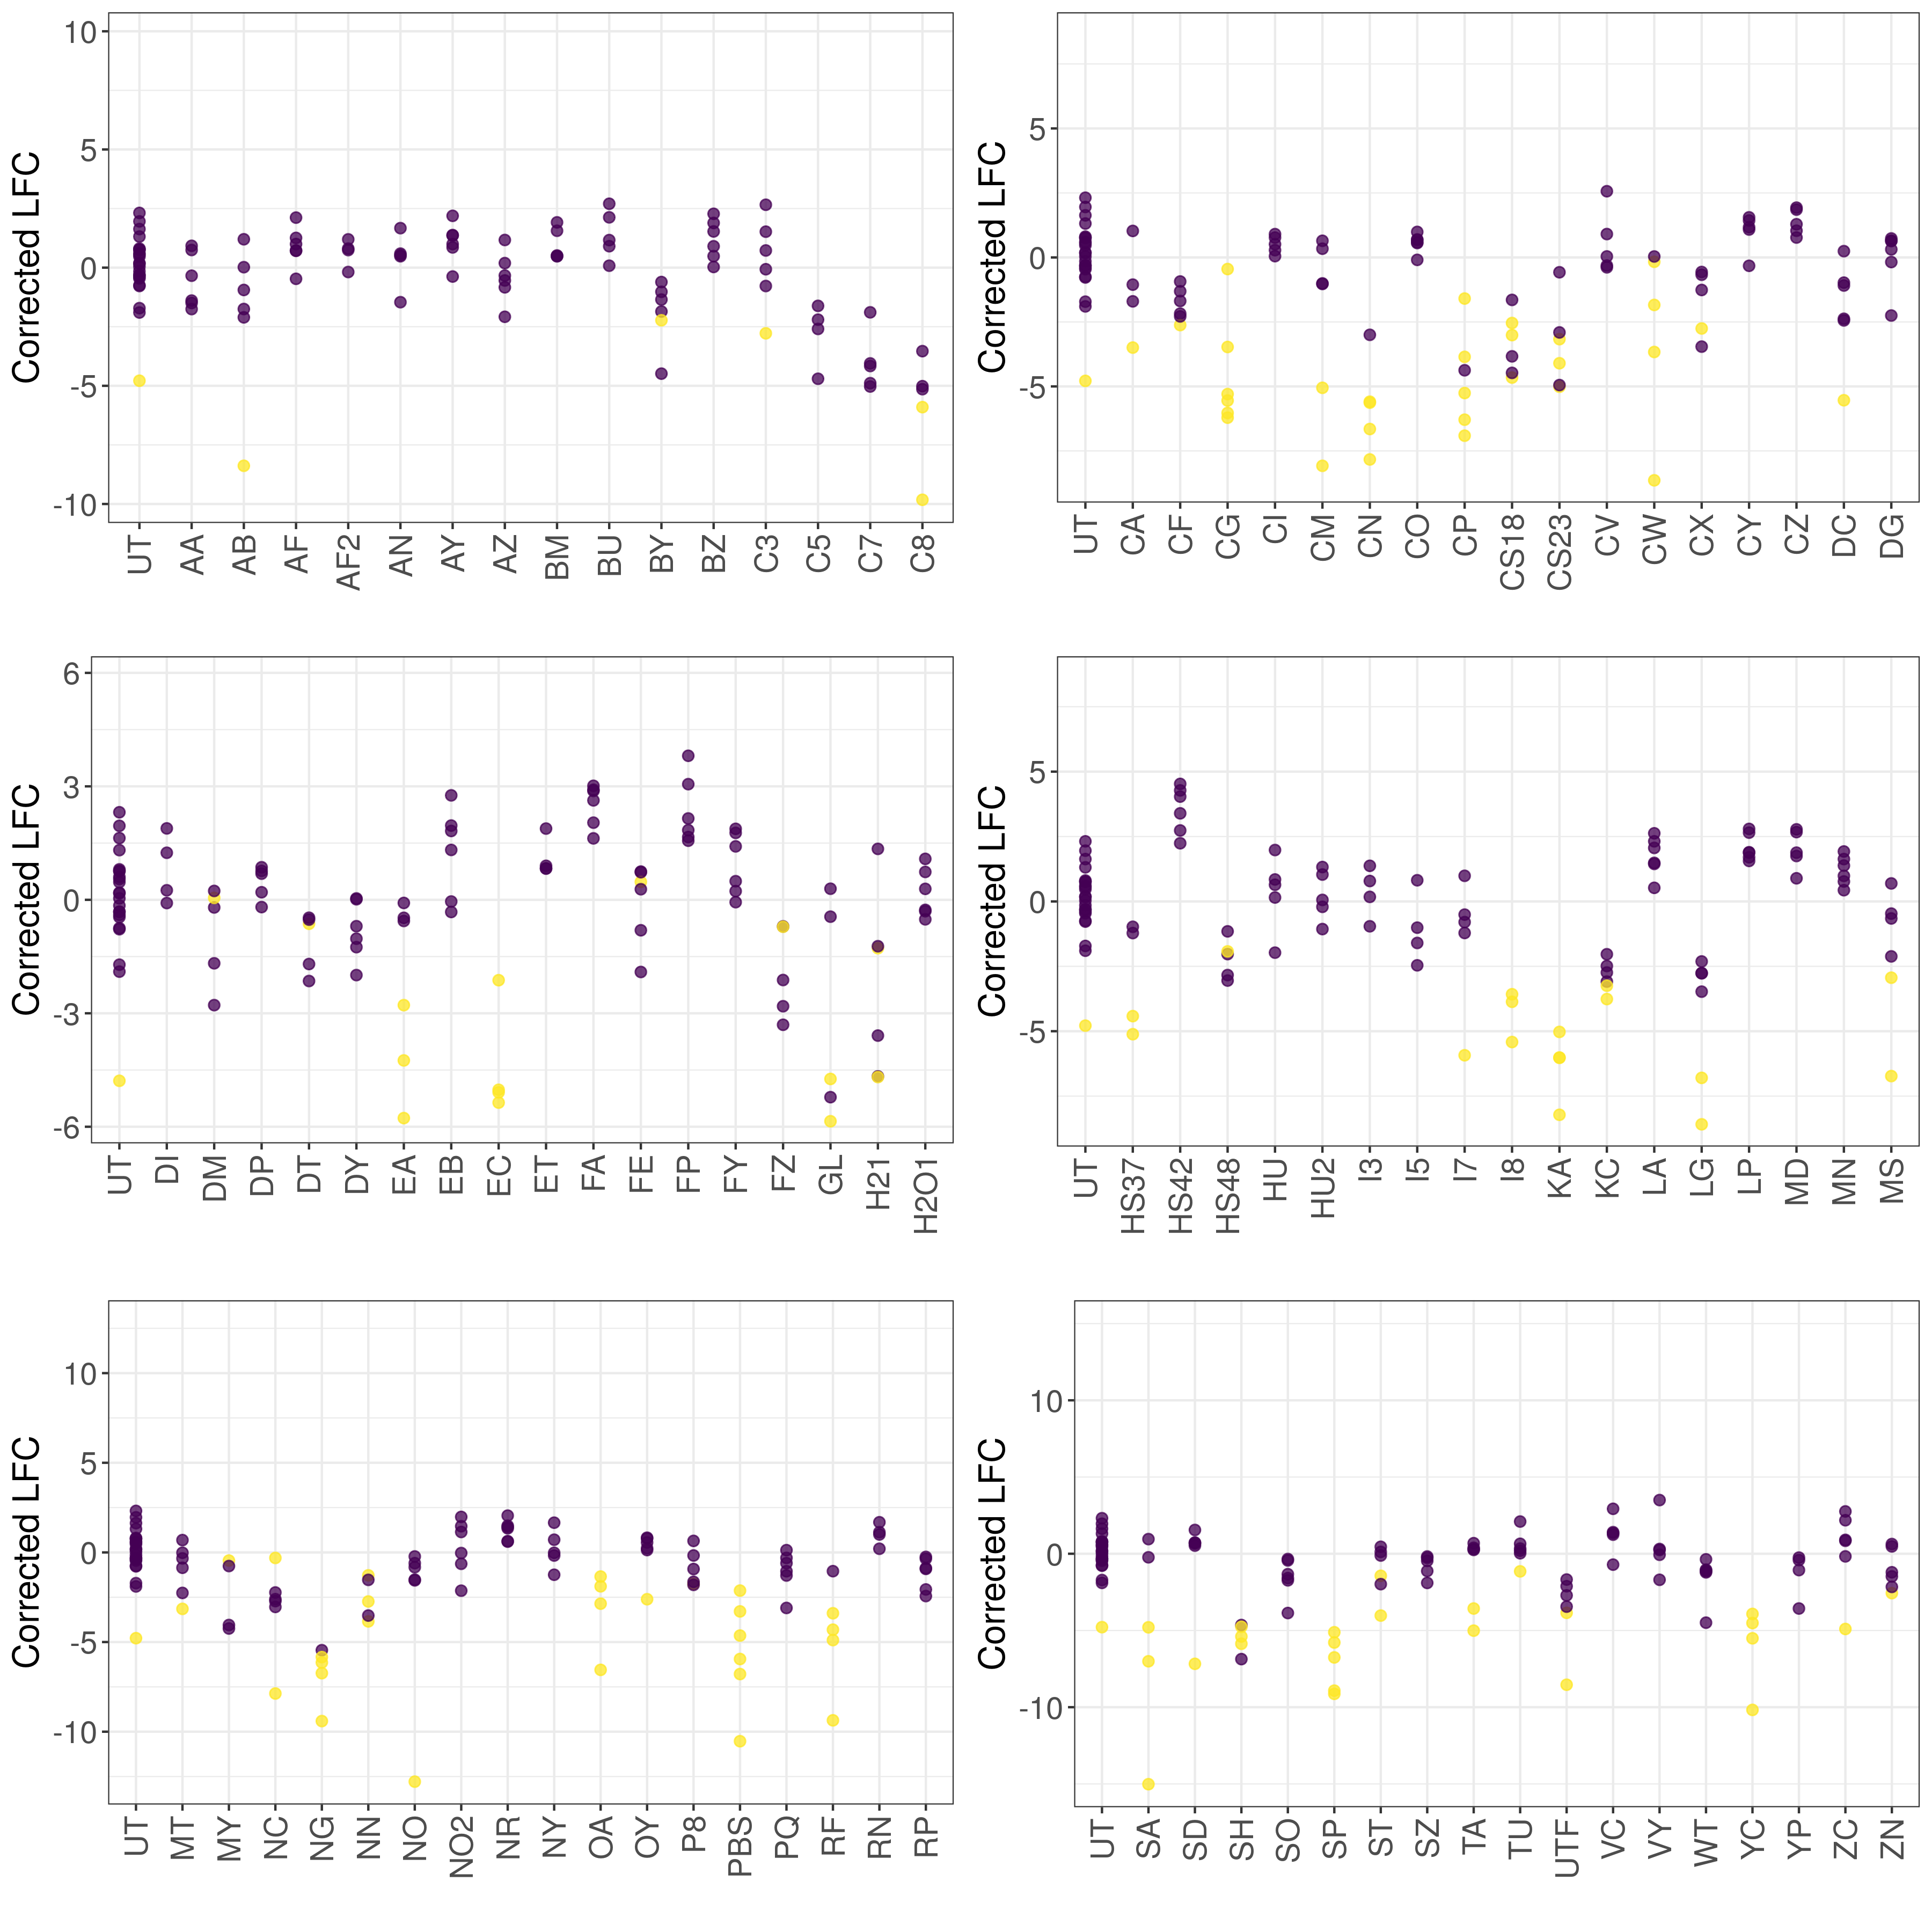 Corrected LFC
10
5
0
-5
-10
UT AA AB AF AF2 AN AY AZ BM BU BY BZ C3 C5 C7 C8
Corrected LFC
5
0
-5
UT CA CF CG CI CM CN CO CP CS18 CS23 CV CW CX CY CZ DC DG
Corrected LFC
6
3
0
-3
-6
UT DI DM DP DT DY EA EB EC ET FA FE FP FY FZ GL H21 H2O1
Corrected LFC
5
0
-5
UT HS37 HS42 HS48 HU HU2 I3 I5 I7 I8 KA KC LA LG LP MD MN MS
Corrected LFC
10
5
0
-5
-10
UT MT MY NC NG NN NO NO2 NR NY OA OY P8 PBS PQ RF RN RP
Corrected LFC
10
0
-10
UT SA SD SH SO SP ST SZ TA TU UTF VC VY WT YC YP ZC ZN